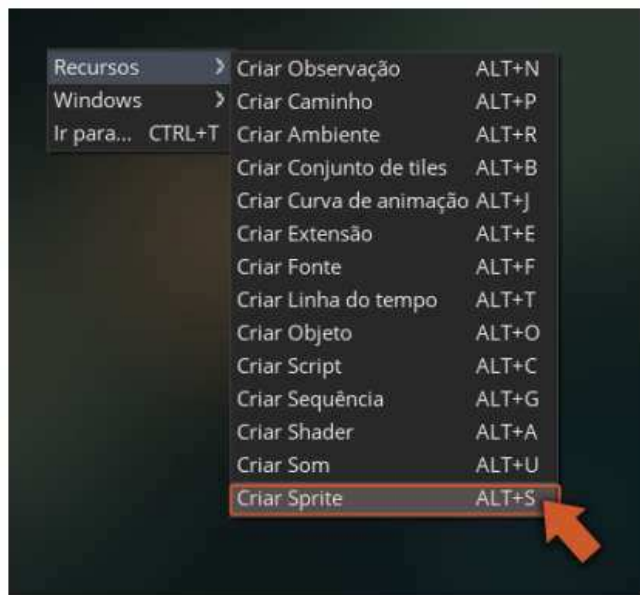 Recursos >
Windows >
Ir para... CTRL+T
Criar Observação ALT+N
Criar Caminho ALT+P
Criar Ambiente ALT+R
Criar Conjunto de tiles ALT+B
Criar Curva de animação ALT+J
Criar Extensão ALT+E
Criar Fonte ALT+F
Criar Linha do tempo ALT+T
Criar Objeto ALT+O
Criar Script ALT+C
Criar Sequência ALT+G
Criar Shader ALT+A
Criar Som ALT+U
Criar Sprite ALT+S